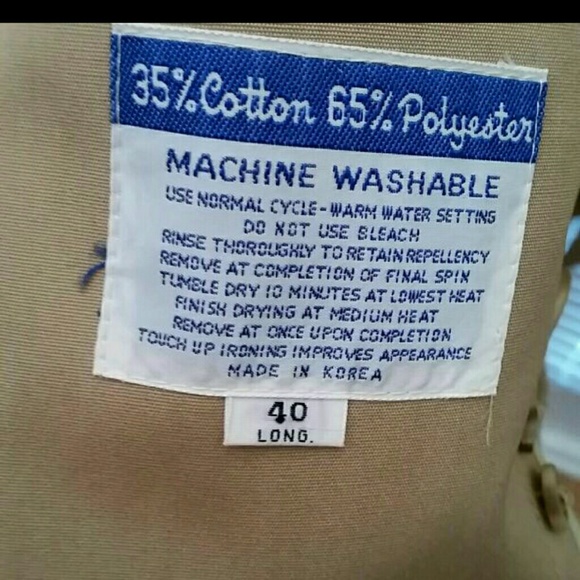 35% Cotton 65% Polyester
MACHINE WASHABLE
USE NORMAL CYCLE-WARM WATER SETTING
DO NOT USE BLEACH
RINSE THOROUGHLY TO RETAIN REPELLENCY
REMOVE AT COMPLETION OF FINAL SPIN
TUMBLE DRY 10 MINUTES AT LOWEST HEAT
FINISH DRYING AT MEDIUM HEAT
REMOVE AT ONCE UPON COMPLETION
TOUCH UP IRONING IMPROVES APPEARANCE
MADE IN KOREA
40
LONG.